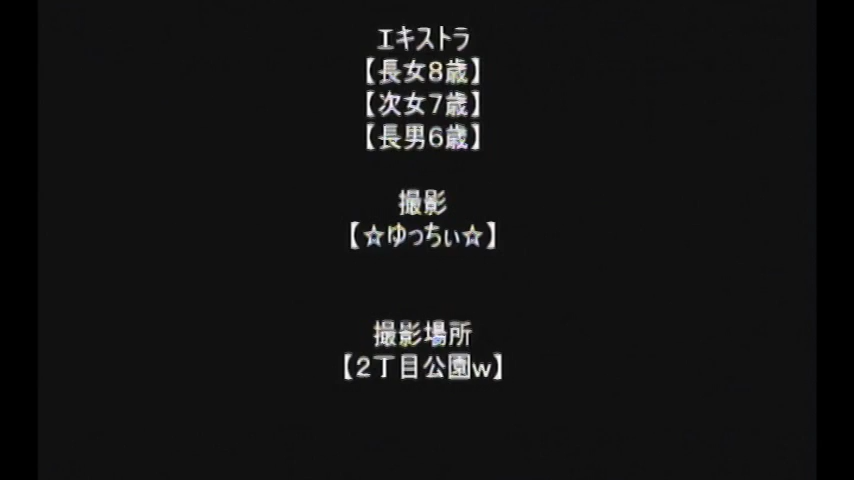 エキストラ
【長女8歳】
【次女7歳】
【長男6歳】
撮影
【☆ゆっちぃ☆】
撮影場所
【2丁目公園w】